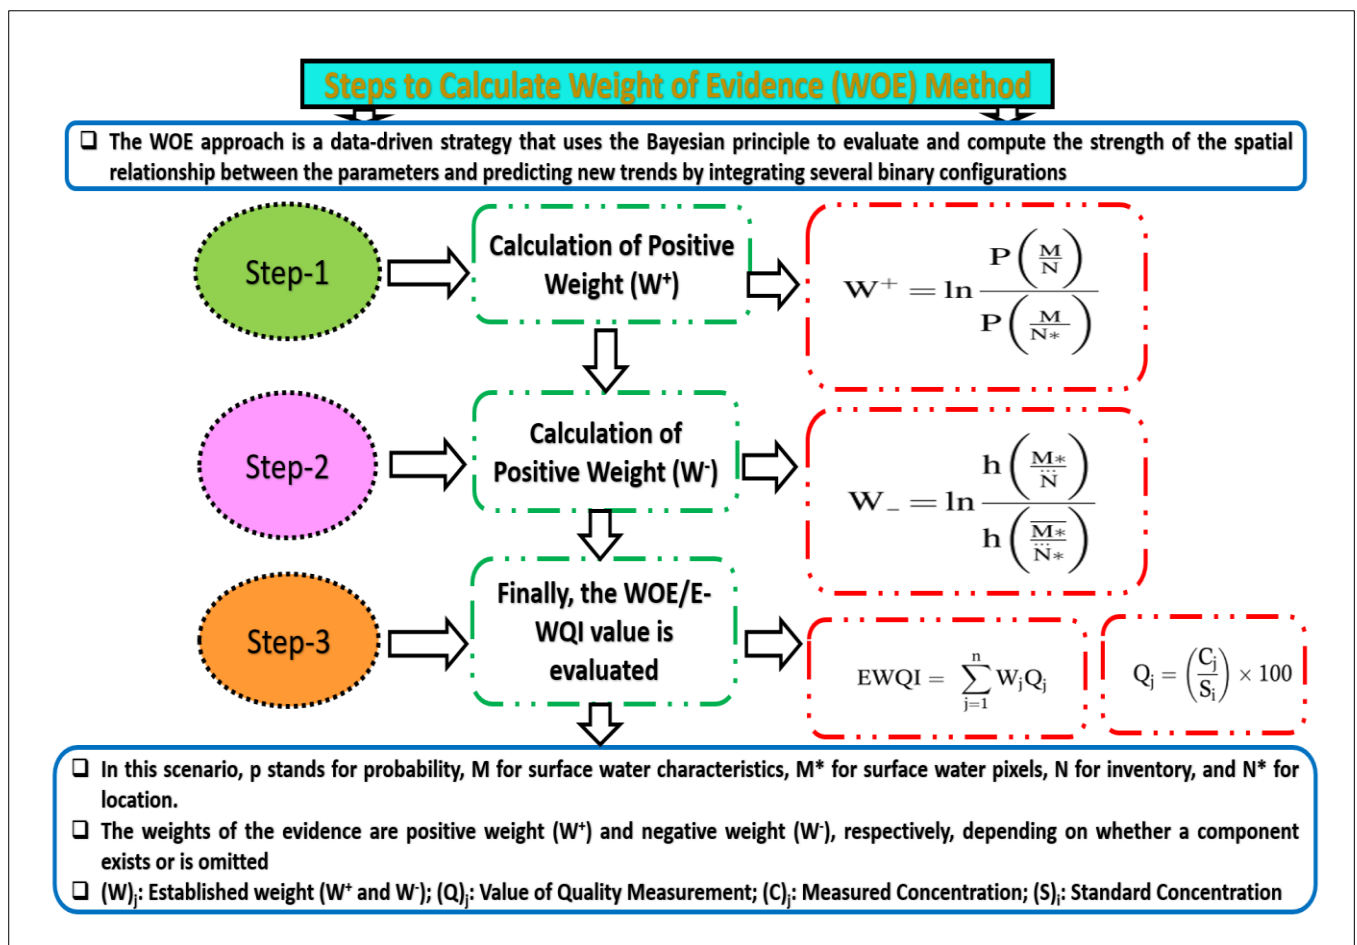 Steps to Calculate Weight of Evidence (WOE) Method
❑ The WOE approach is a data-driven strategy that uses the Bayesian principle to evaluate and compute the strength of the spatial
relationship between the parameters and predicting new trends by integrating several binary configurations
Step-1
Calculation of Positive
Weight (W⁺)
W⁺ = ln P(M/N) / P(M/N*)
Step-2
Calculation of
Positive Weight (W⁻)
W₋ = ln h(M*/N⃛) / h(M̅*/N⃛*)
Step-3
Finally, the WOE/E-
WQI value is
evaluated
EWQI = ∑ⁿⱼ₌₁ WⱼQⱼ
Qⱼ = (Cⱼ/Sᵢ) × 100
❑ In this scenario, p stands for probability, M for surface water characteristics, M* for surface water pixels, N for inventory, and N* for
location.
❑ The weights of the evidence are positive weight (W⁺) and negative weight (W⁻), respectively, depending on whether a component
exists or is omitted
❑ (W)ⱼ: Established weight (W⁺ and W⁻); (Q)ⱼ: Value of Quality Measurement; (C)ⱼ: Measured Concentration; (S)ᵢ: Standard Concentration